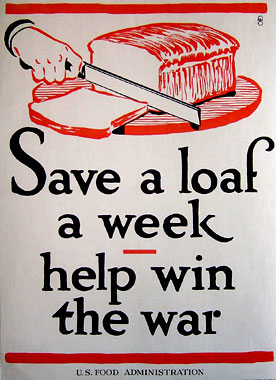 Save a loaf
a week
help win
the war
U.S. FOOD ADMINISTRATION